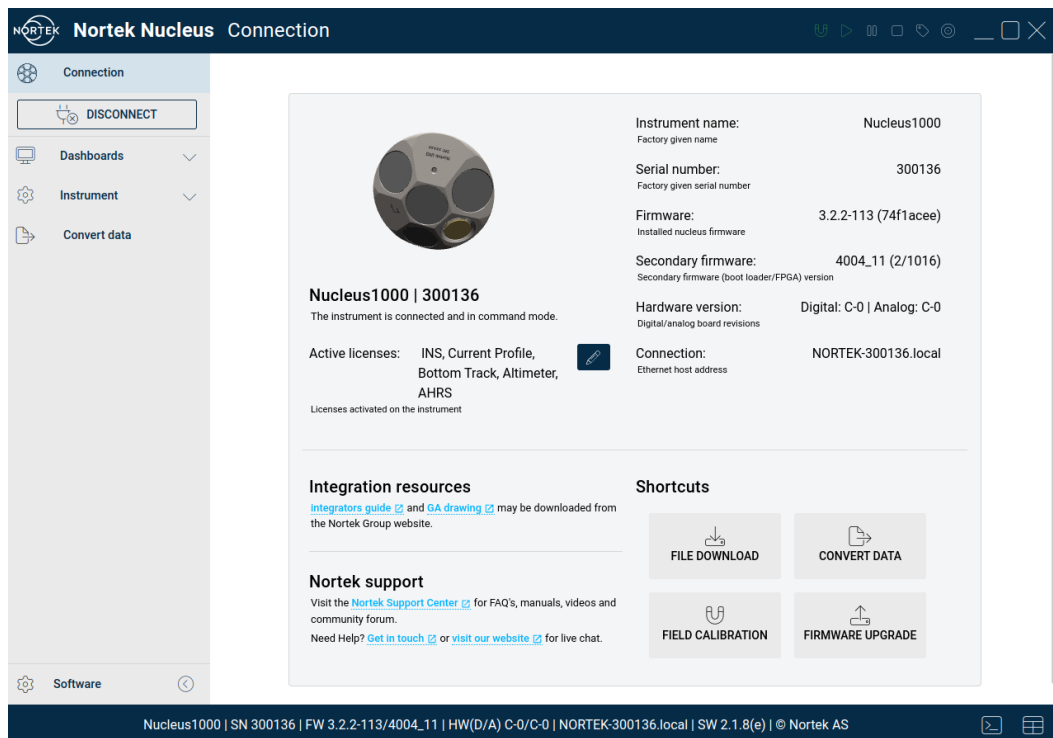 NORTEK Nortek Nucleus Connection
Connection
DISCONNECT
Dashboards
Instrument
Convert data
Nucleus1000 | 300136
The instrument is connected and in command mode.
Active licenses: INS, Current Profile,
Bottom Track, Altimeter,
AHRS
Licenses activated on the instrument
Instrument name: Nucleus1000
Factory given name
Serial number: 300136
Factory given serial number
Firmware: 3.2.2-113 (74f1acee)
Installed nucleus firmware
Secondary firmware: 4004_11 (2/1016)
Secondary firmware (boot loader/FPGA) version
Hardware version: Digital: C-0 | Analog: C-0
Digital/analog board revisions
Connection: NORTEK-300136.local
Ethernet host address
Integration resources
Integrators guide and GA drawing may be downloaded from
the Nortek Group website.
Nortek support
Visit the Nortek Support Center for FAQ's, manuals, videos and
community forum.
Need Help? Get in touch or visit our website for live chat.
Shortcuts
FILE DOWNLOAD
CONVERT DATA
FIELD CALIBRATION
FIRMWARE UPGRADE
Software
Nucleus1000 | SN 300136 | FW 3.2.2-113/4004_11 | HW(D/A) C-0/C-0 | NORTEK-300136.local | SW 2.1.8(e) | © Nortek AS